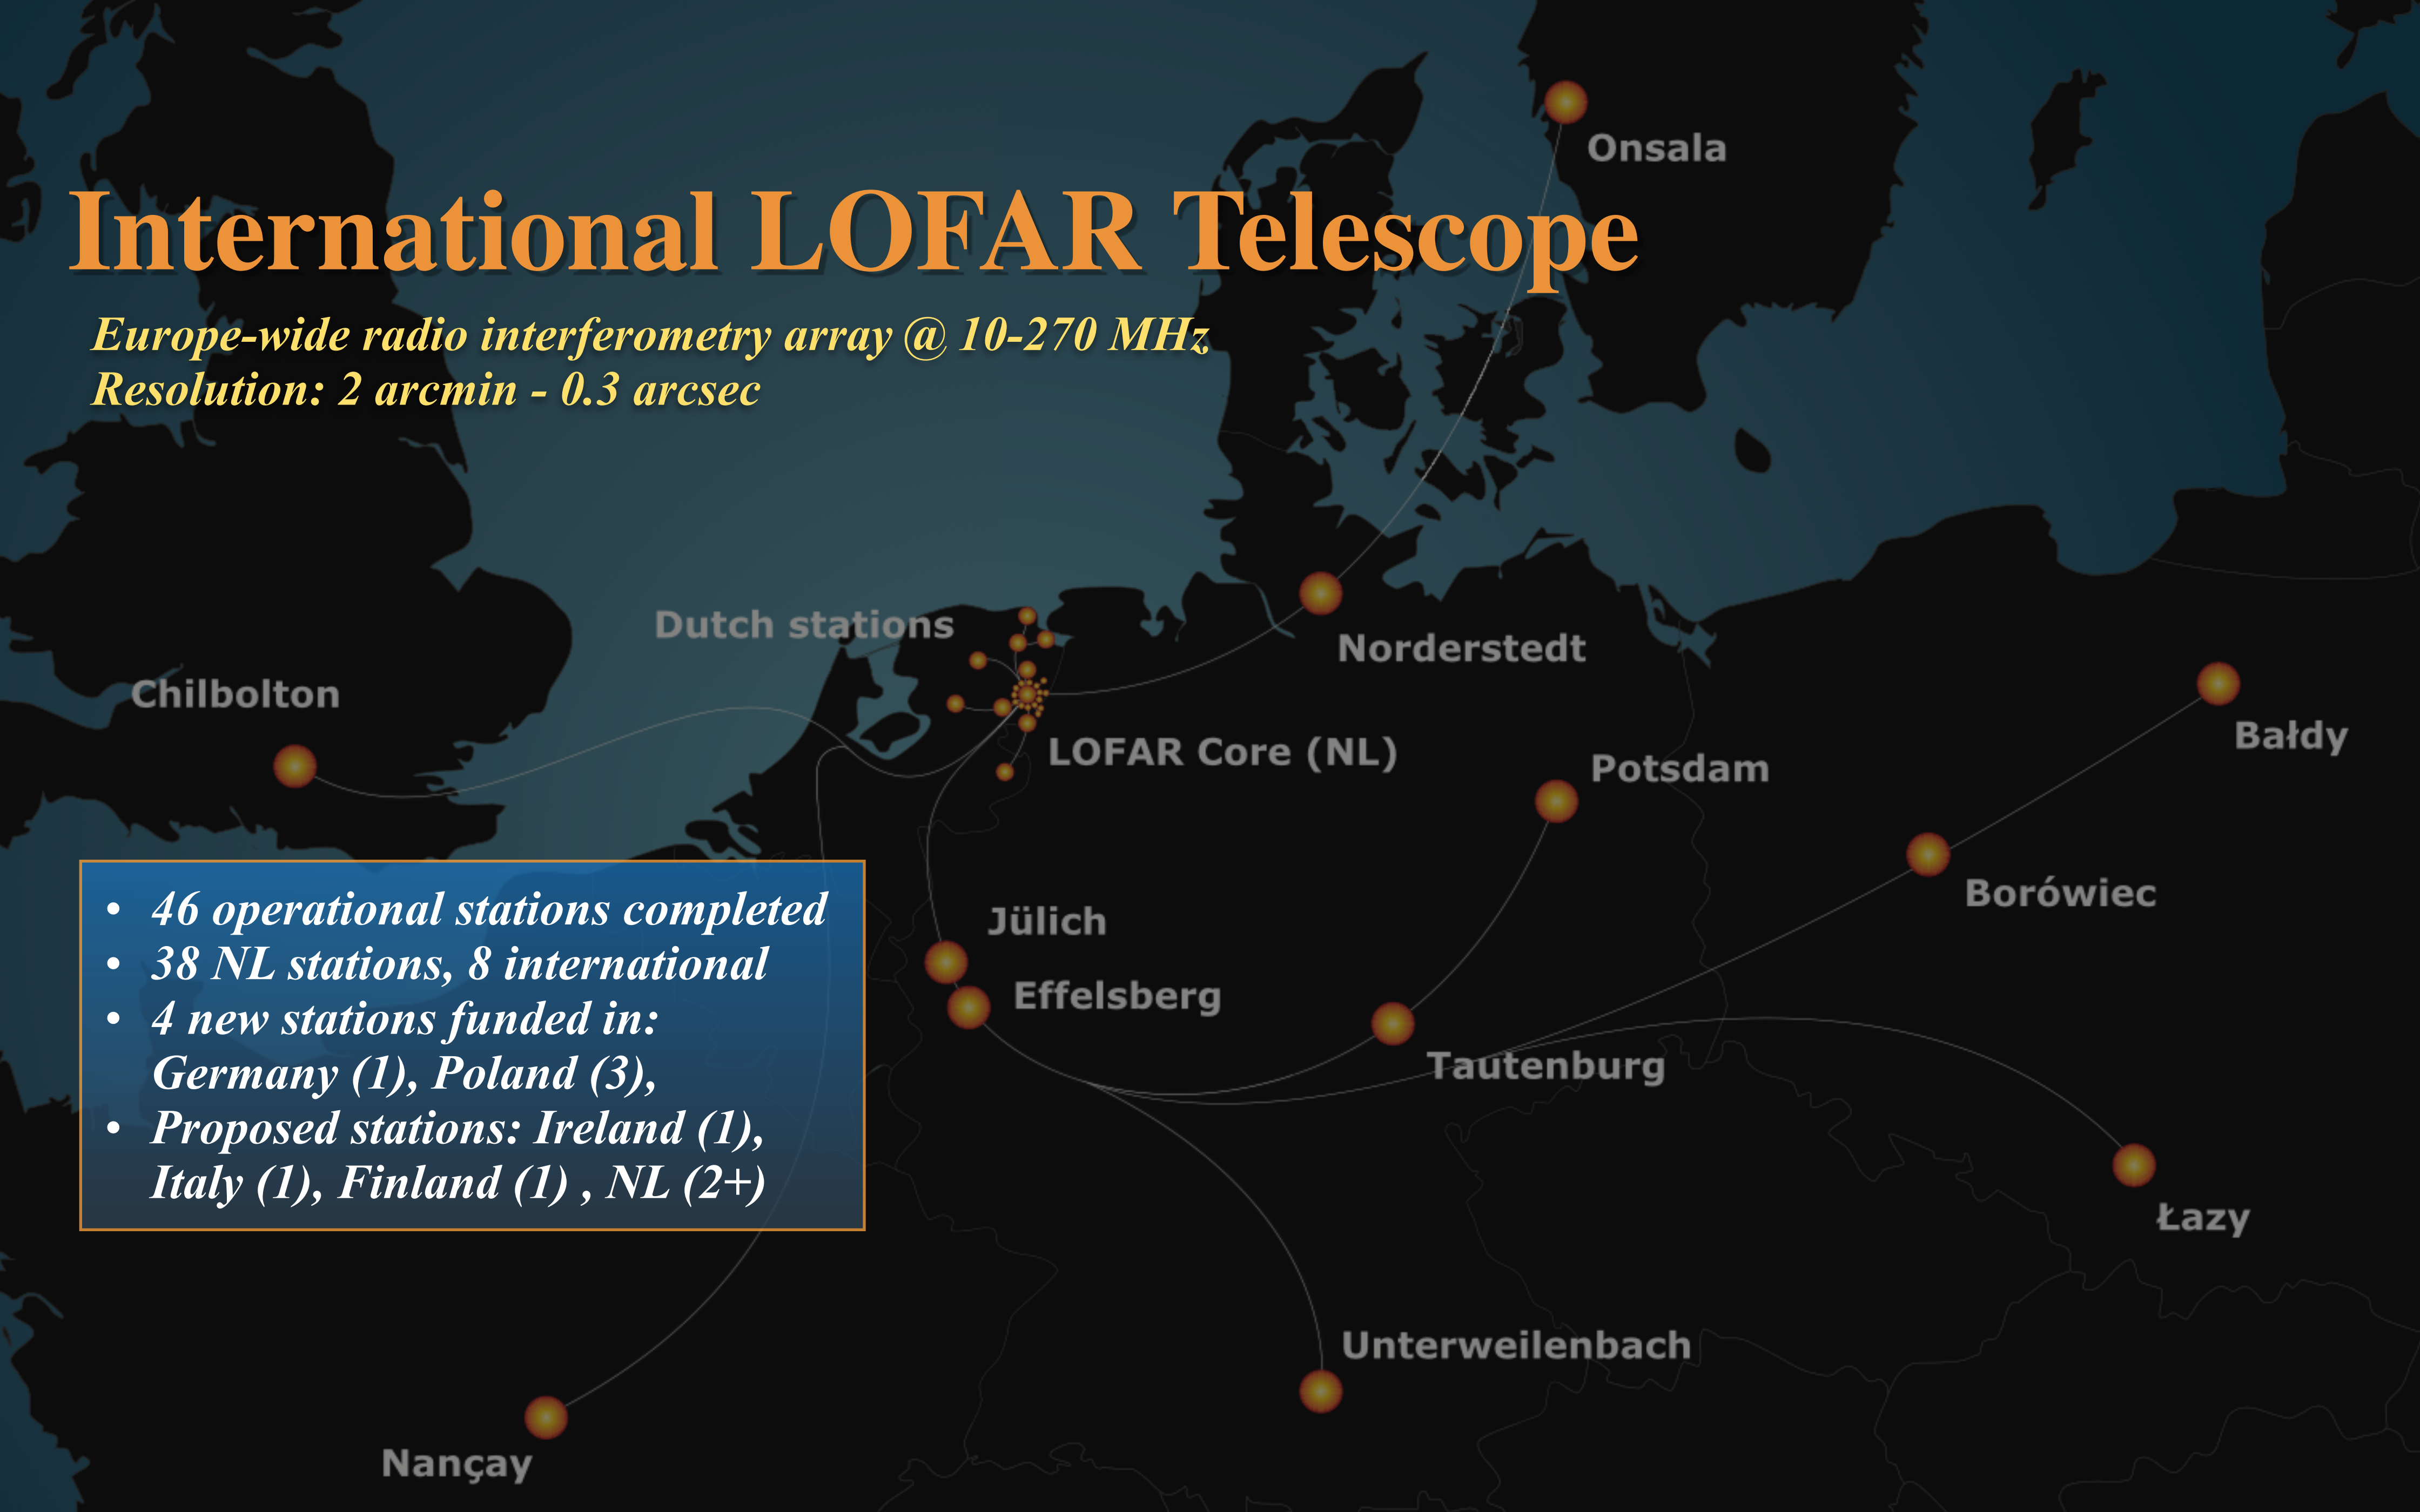 International LOFAR Telescope
Europe-wide radio interferometry array @ 10-270 MHz
Resolution: 2 arcmin - 0.3 arcsec
Onsala
Dutch stations
Norderstedt
Chilbolton
LOFAR Core (NL)
Potsdam
Bałdy
Borówiec
Jülich
Effelsberg
Tautenburg
Łazy
Unterweilenbach
Nançay
• 46 operational stations completed
• 38 NL stations, 8 international
• 4 new stations funded in:
Germany (1), Poland (3),
• Proposed stations: Ireland (1),
Italy (1), Finland (1) , NL (2+)